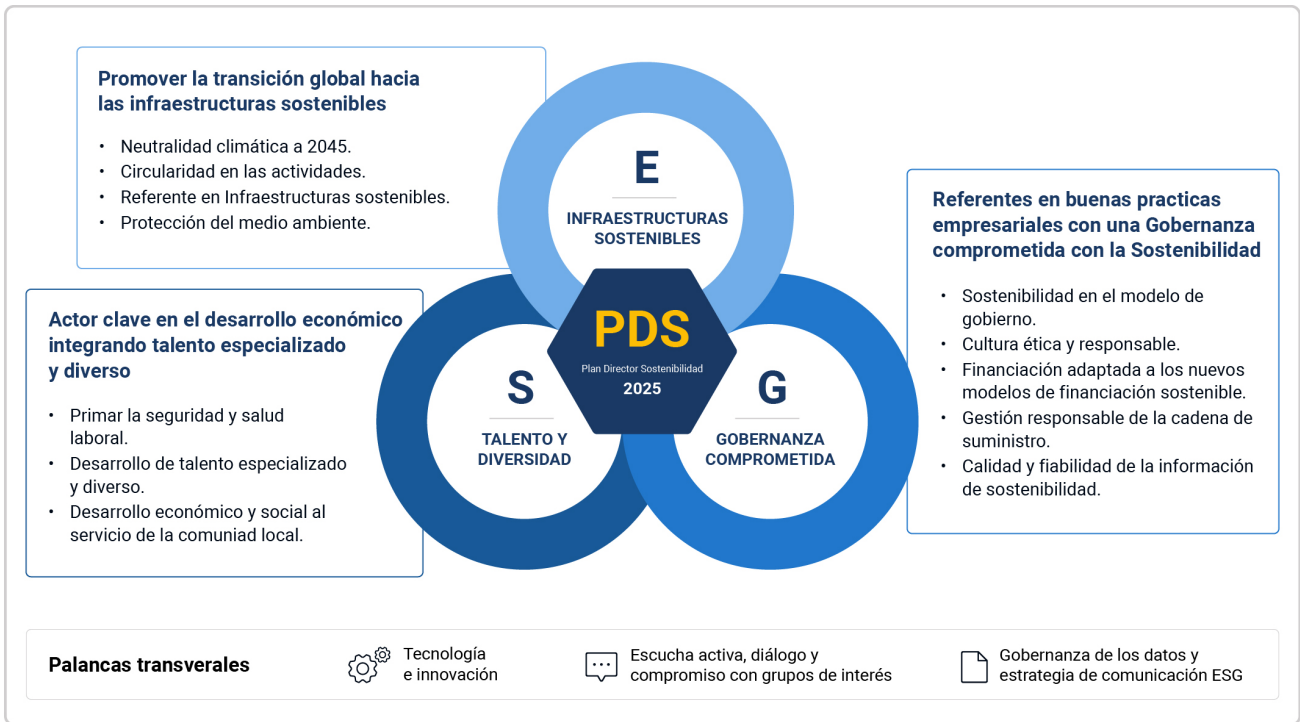 Promover la transición global hacia
las infraestructuras sostenibles
• Neutralidad climática a 2045.
• Circularidad en las actividades.
• Referente en Infraestructuras sostenibles.
• Protección del medio ambiente.
E
INFRAESTRUCTURAS
SOSTENIBLES
Referentes en buenas practicas
empresariales con una Gobernanza
comprometida con la Sostenibilidad
• Sostenibilidad en el modelo de
gobierno.
• Cultura ética y responsable.
• Financiación adaptada a los nuevos
modelos de financiación sostenible.
• Gestión responsable de la cadena de
suministro.
• Calidad y fiabilidad de la información
de sostenibilidad.
Actor clave en el desarrollo económico
integrando talento especializado
y diverso
• Primar la seguridad y salud
laboral.
• Desarrollo de talento especializado
y diverso.
• Desarrollo económico y social al
servicio de la comuniad local.
PDS
Plan Director Sostenibilidad
2025
S
TALENTO Y
DIVERSIDAD
G
GOBERNANZA
COMPROMETIDA
Palancas transverales
Tecnología
e innovación
Escucha activa, diálogo y
compromiso con grupos de interés
Gobernanza de los datos y
estrategia de comunicación ESG